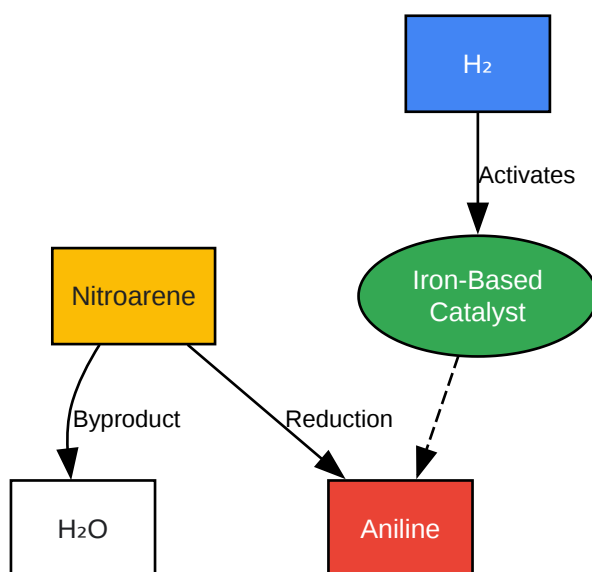 H₂
Activates
Nitroarene
Iron-Based
Catalyst
Byproduct
Reduction
H₂O
Aniline